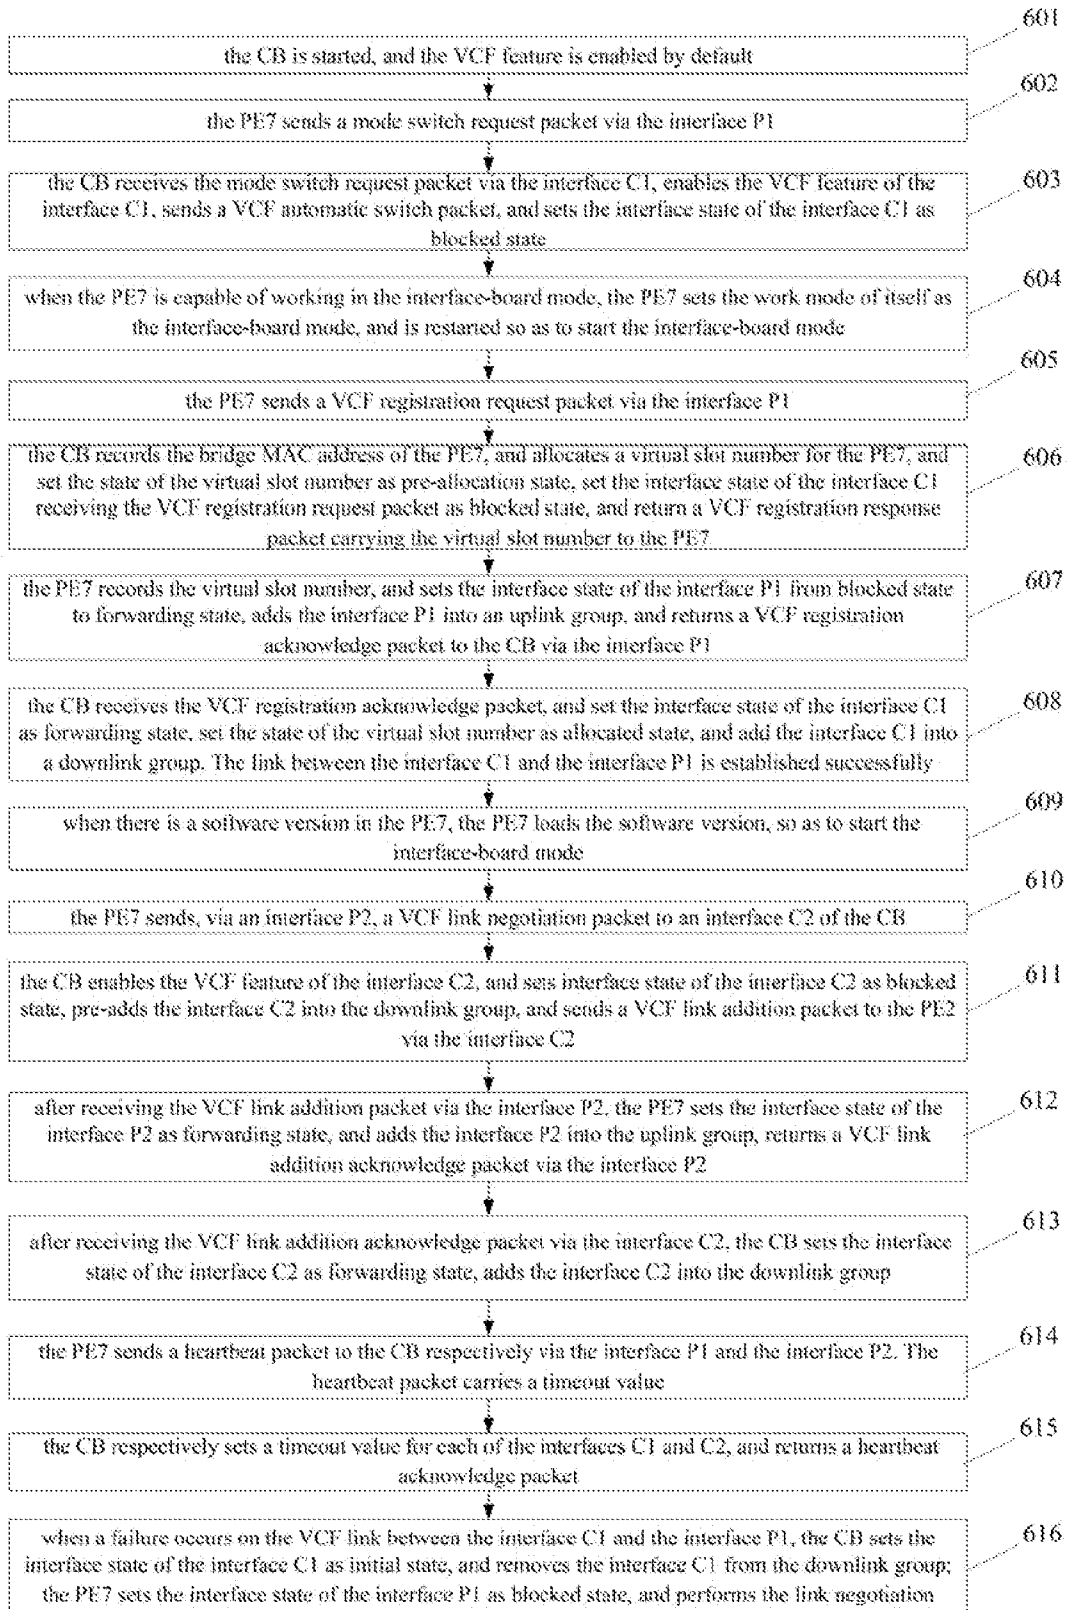 601
the CB is started, and the VCF feature is enabled by default
602
the PE7 sends a mode switch request packet via the interface P1
603
the CB receives the mode switch request packet via the interface C1, enables the VCF feature of the
interface C1, sends a VCF automatic switch packet, and sets the interface state of the interface C1 as
blocked state
604
when the PE7 is capable of working in the interface-board mode, the PE7 sets the work mode of itself as
the interface-board mode, and is restarted so as to start the interface-board mode
605
the PE7 sends a VCF registration request packet via the interface P1
606
the CB records the bridge MAC address of the PE7, and allocates a virtual slot number for the PE7, and
set the state of the virtual slot number as pre-allocation state, set the interface state of the interface C1
receiving the VCF registration request packet as blocked state, and return a VCF registration response
packet carrying the virtual slot number to the PE7
607
the PE7 records the virtual slot number, and sets the interface state of the interface P1 from blocked state
to forwarding state, adds the interface P1 into an uplink group, and returns a VCF registration
acknowledge packet to the CB via the interface P1
608
the CB receives the VCF registration acknowledge packet, and set the interface state of the interface C1
as forwarding state, set the state of the virtual slot number as allocated state, and add the interface C1 into
a downlink group. The link between the interface C1 and the interface P1 is established successfully
609
when there is a software version in the PE7, the PE7 loads the software version, so as to start the
interface-board mode
610
the PE7 sends, via an interface P2, a VCF link negotiation packet to an interface C2 of the CB
611
the CB enables the VCF feature of the interface C2, and sets interface state of the interface C2 as blocked
state, pre-adds the interface C2 into the downlink group, and sends a VCF link addition packet to the PE2
via the interface C2
612
after receiving the VCF link addition packet via the interface P2, the PE7 sets the interface state of the
interface P2 as forwarding state, and adds the interface P2 into the uplink group, returns a VCF link
addition acknowledge packet via the interface P2
613
after receiving the VCF link addition acknowledge packet via the interface C2, the CB sets the interface
state of the interface C2 as forwarding state, adds the interface C2 into the downlink group
614
the PE7 sends a heartbeat packet to the CB respectively via the interface P1 and the interface P2. The
heartbeat packet carries a timeout value
615
the CB respectively sets a timeout value for each of the interfaces C1 and C2, and returns a heartbeat
acknowledge packet
616
when a failure occurs on the VCF link between the interface C1 and the interface P1, the CB sets the
interface state of the interface C1 as initial state, and removes the interface C1 from the downlink group;
the PE7 sets the interface state of the interface P1 as blocked state, and performs the link negotiation